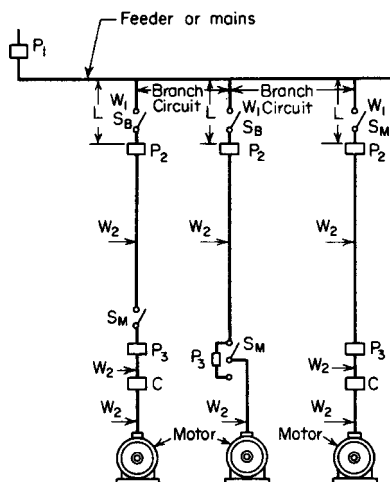 Feeder or mains
P1
Branch Circuit
Branch Circuit
L
W1
SB
P2
L
W1
SB
P2
L
W1
SM
P2
W2
W2
W2
SM
P3
W2
C
W2
P3
SM
W2
P3
W2
C
W2
Motor
Motor